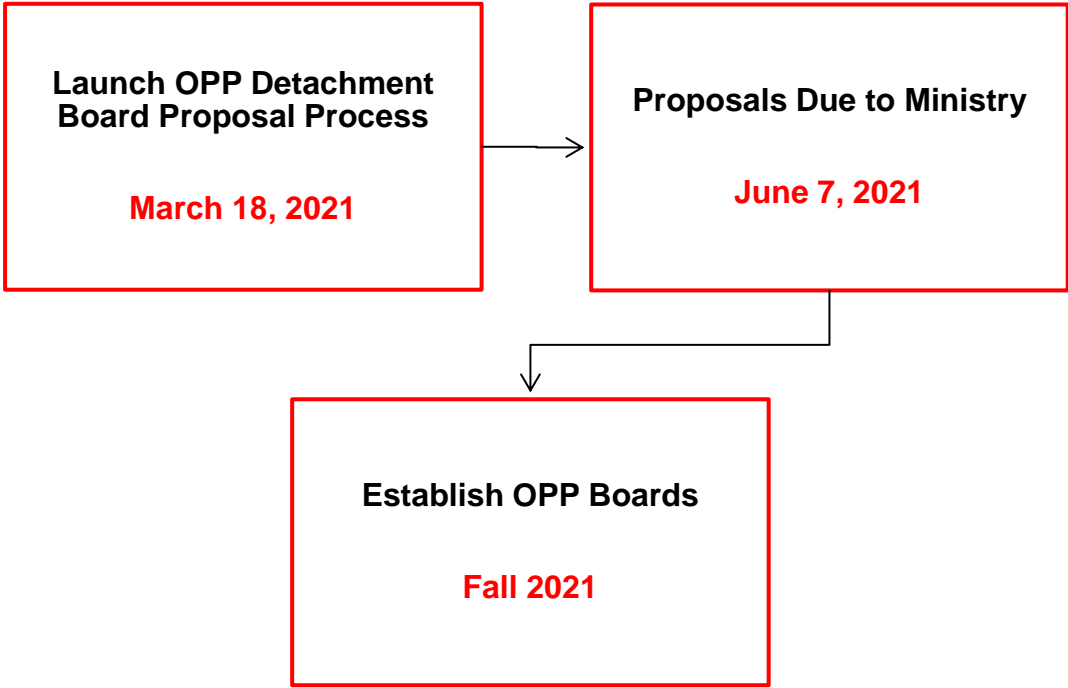 Launch OPP Detachment
Board Proposal Process
March 18, 2021
Proposals Due to Ministry
June 7, 2021
Establish OPP Boards
Fall 2021